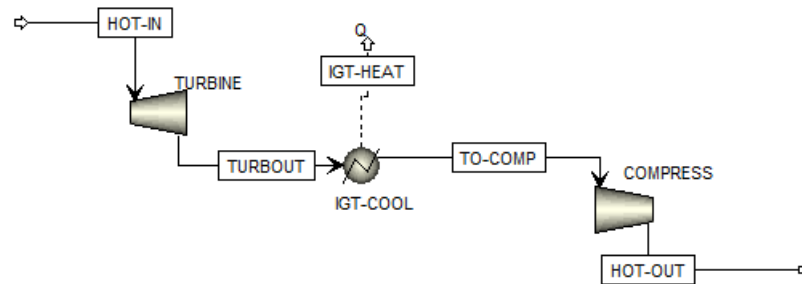 HOT-IN
Q
IGT-HEAT
TURBINE
TURBOUT
TO-COMP
COMPRESS
IGT-COOL
HOT-OUT